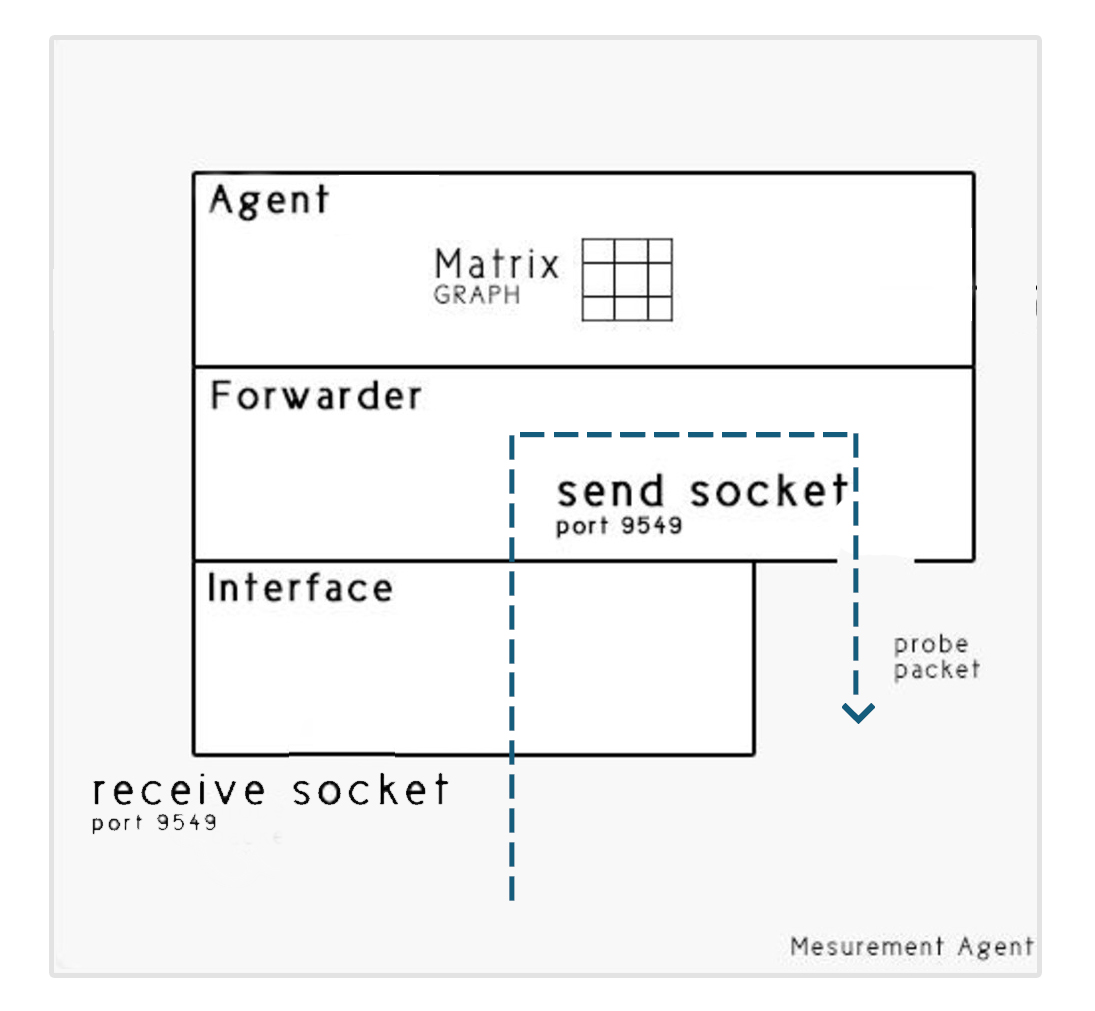 Agent
Matrix
GRAPH
Forwarder
send socket
port 9549
Interface
probe
packet
receive socket
port 9549
Mesurement Agent